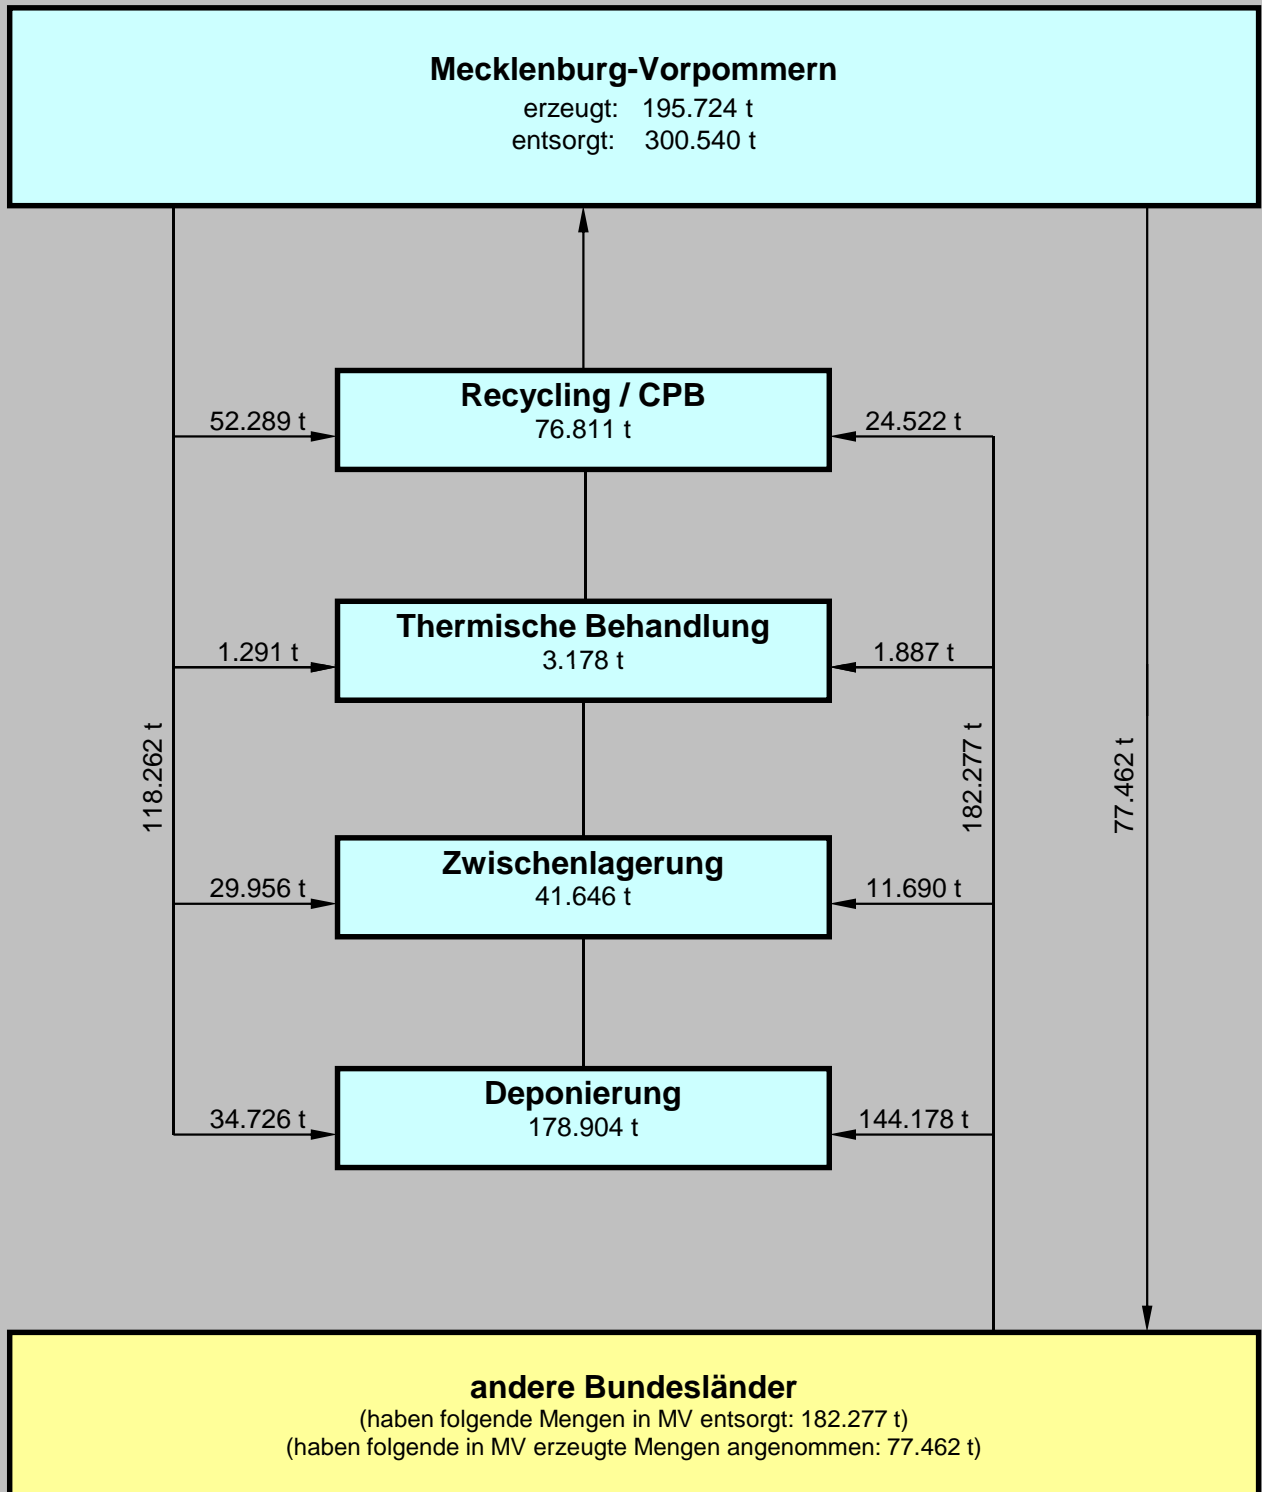 Mecklenburg-Vorpommern
erzeugt: 195.724 t
entsorgt: 300.540 t
Recycling / CPB
76.811 t
52.289 t
24.522 t
Thermische Behandlung
3.178 t
1.291 t
1.887 t
118.262 t
182.277 t
77.462 t
Zwischenlagerung
41.646 t
29.956 t
11.690 t
Deponierung
178.904 t
34.726 t
144.178 t
andere Bundesländer
(haben folgende Mengen in MV entsorgt: 182.277 t)
(haben folgende in MV erzeugte Mengen angenommen: 77.462 t)